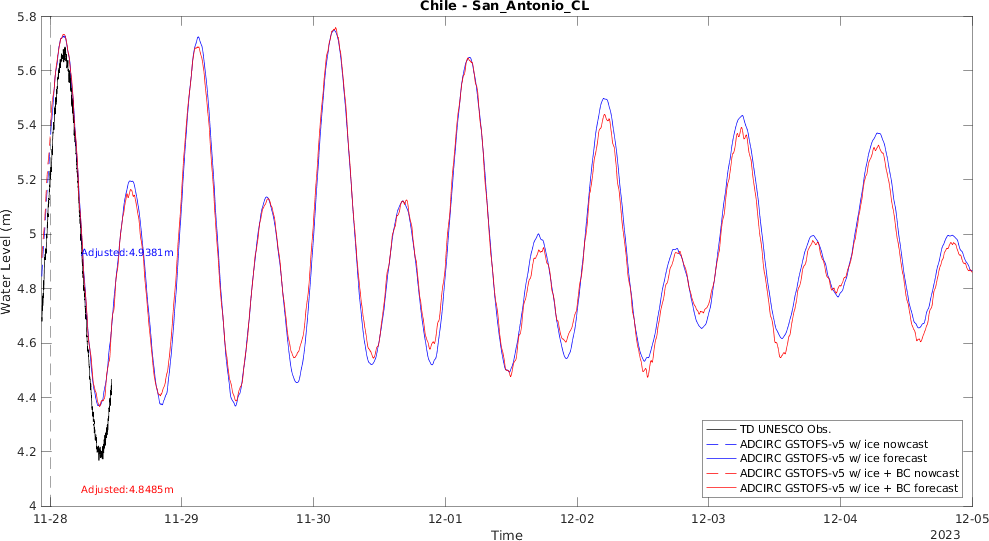 Chile - San_Antonio_CL
Water Level (m)
5.8
5.6
5.4
5.2
5
4.8
4.6
4.4
4.2
4
Adjusted:4.9381m
Adjusted:4.8485m
TD UNESCO Obs.
ADCIRC GSTOFS-v5 w/ ice nowcast
ADCIRC GSTOFS-v5 w/ ice forecast
ADCIRC GSTOFS-v5 w/ ice + BC nowcast
ADCIRC GSTOFS-v5 w/ ice + BC forecast
11-28 11-29 11-30 12-01 12-02 12-03 12-04 12-05
Time
2023